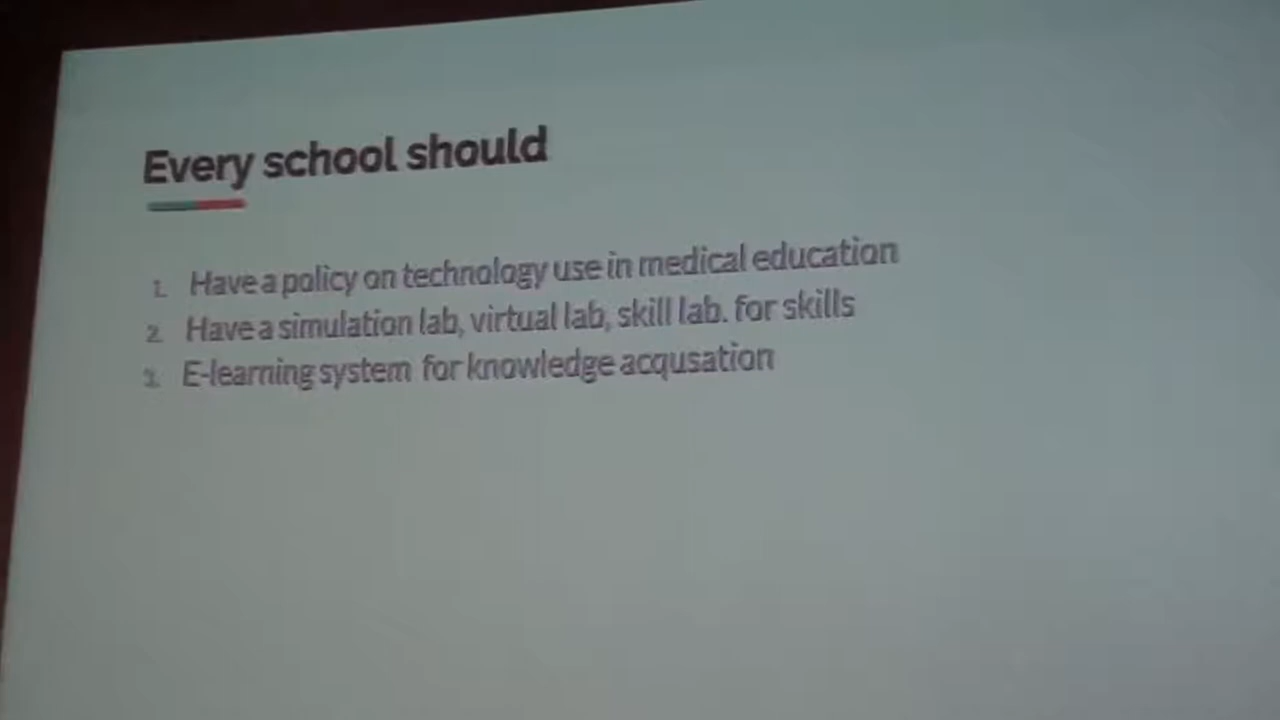 Every school should
1. Have a policy on technology use in medical education
2. Have a simulation lab, virtual lab, skill lab. for skills
3. E-learning system for knowledge acqusation